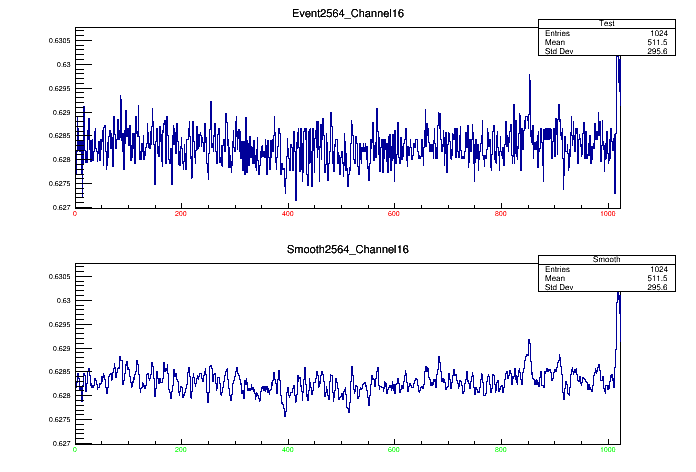 Event2564_Channel16
Test
Entries 1024
Mean 511.5
Std Dev 295.6
0.6305
0.63
0.6295
0.629
0.6285
0.628
0.6275
0.627
0 200 400 600 800 1000
Smooth2564_Channel16
Smooth
Entries 1024
Mean 511.5
Std Dev 295.6
0.6305
0.63
0.6295
0.629
0.6285
0.628
0.6275
0.627
0 200 400 600 800 1000